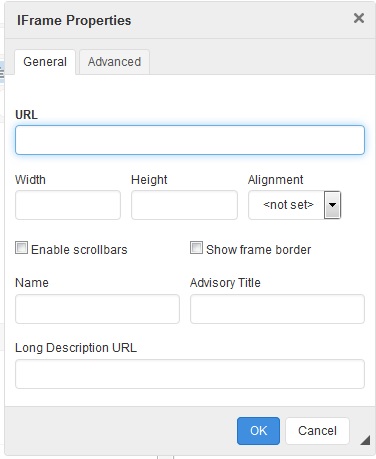 IFrame Properties
General Advanced
URL
Width Height Alignment
<not set>
Enable scrollbars Show frame border
Name Advisory Title
Long Description URL
OK Cancel